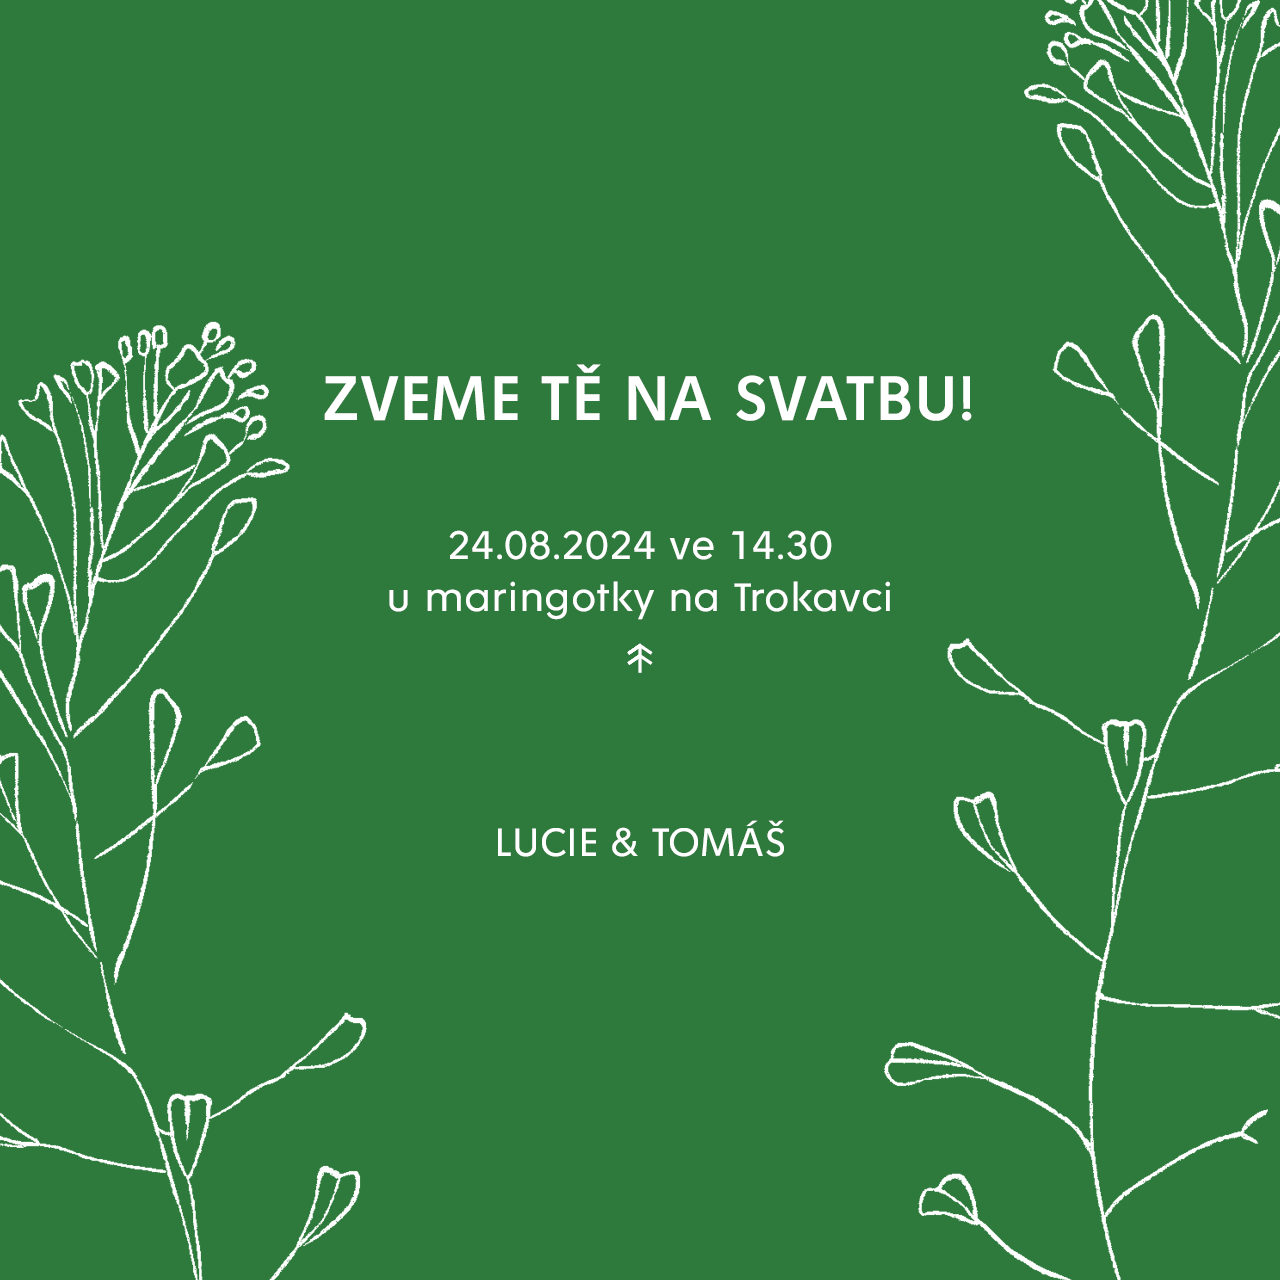 ZVEME TĚ NA SVATBU!
24.08.2024 ve 14.30
u maringotky na Trokavci
LUCIE & TOMÁŠ